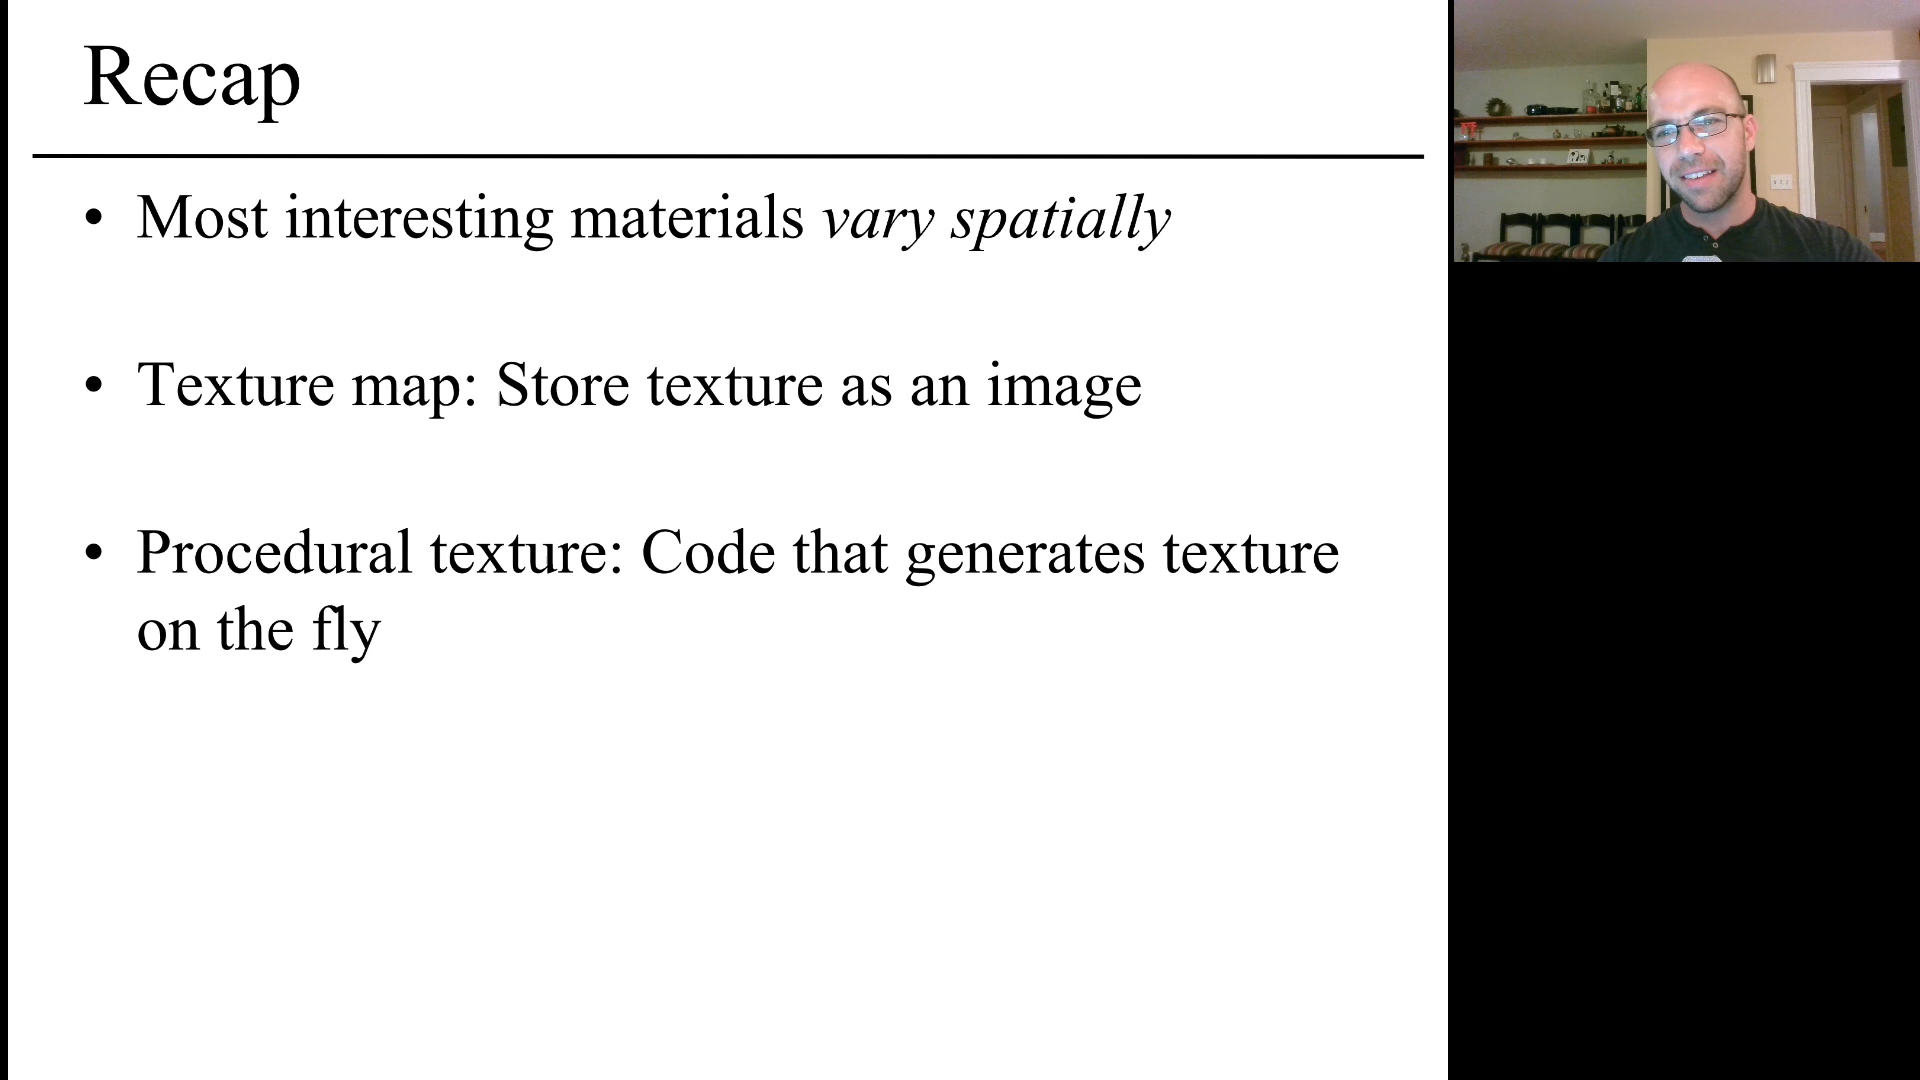 Recap
• Most interesting materials vary spatially
• Texture map: Store texture as an image
• Procedural texture: Code that generates texture
on the fly